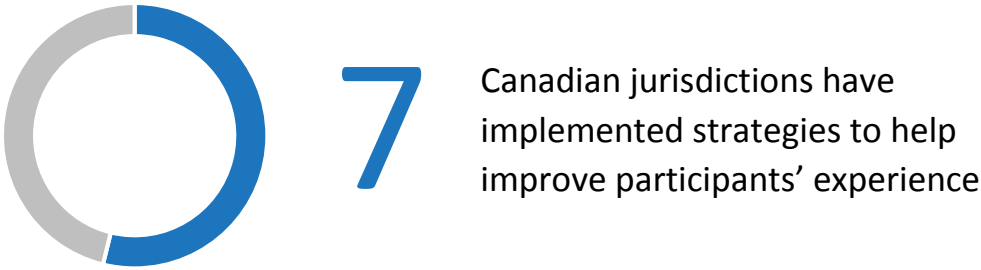 7
Canadian jurisdictions have
implemented strategies to help
improve participants’ experience